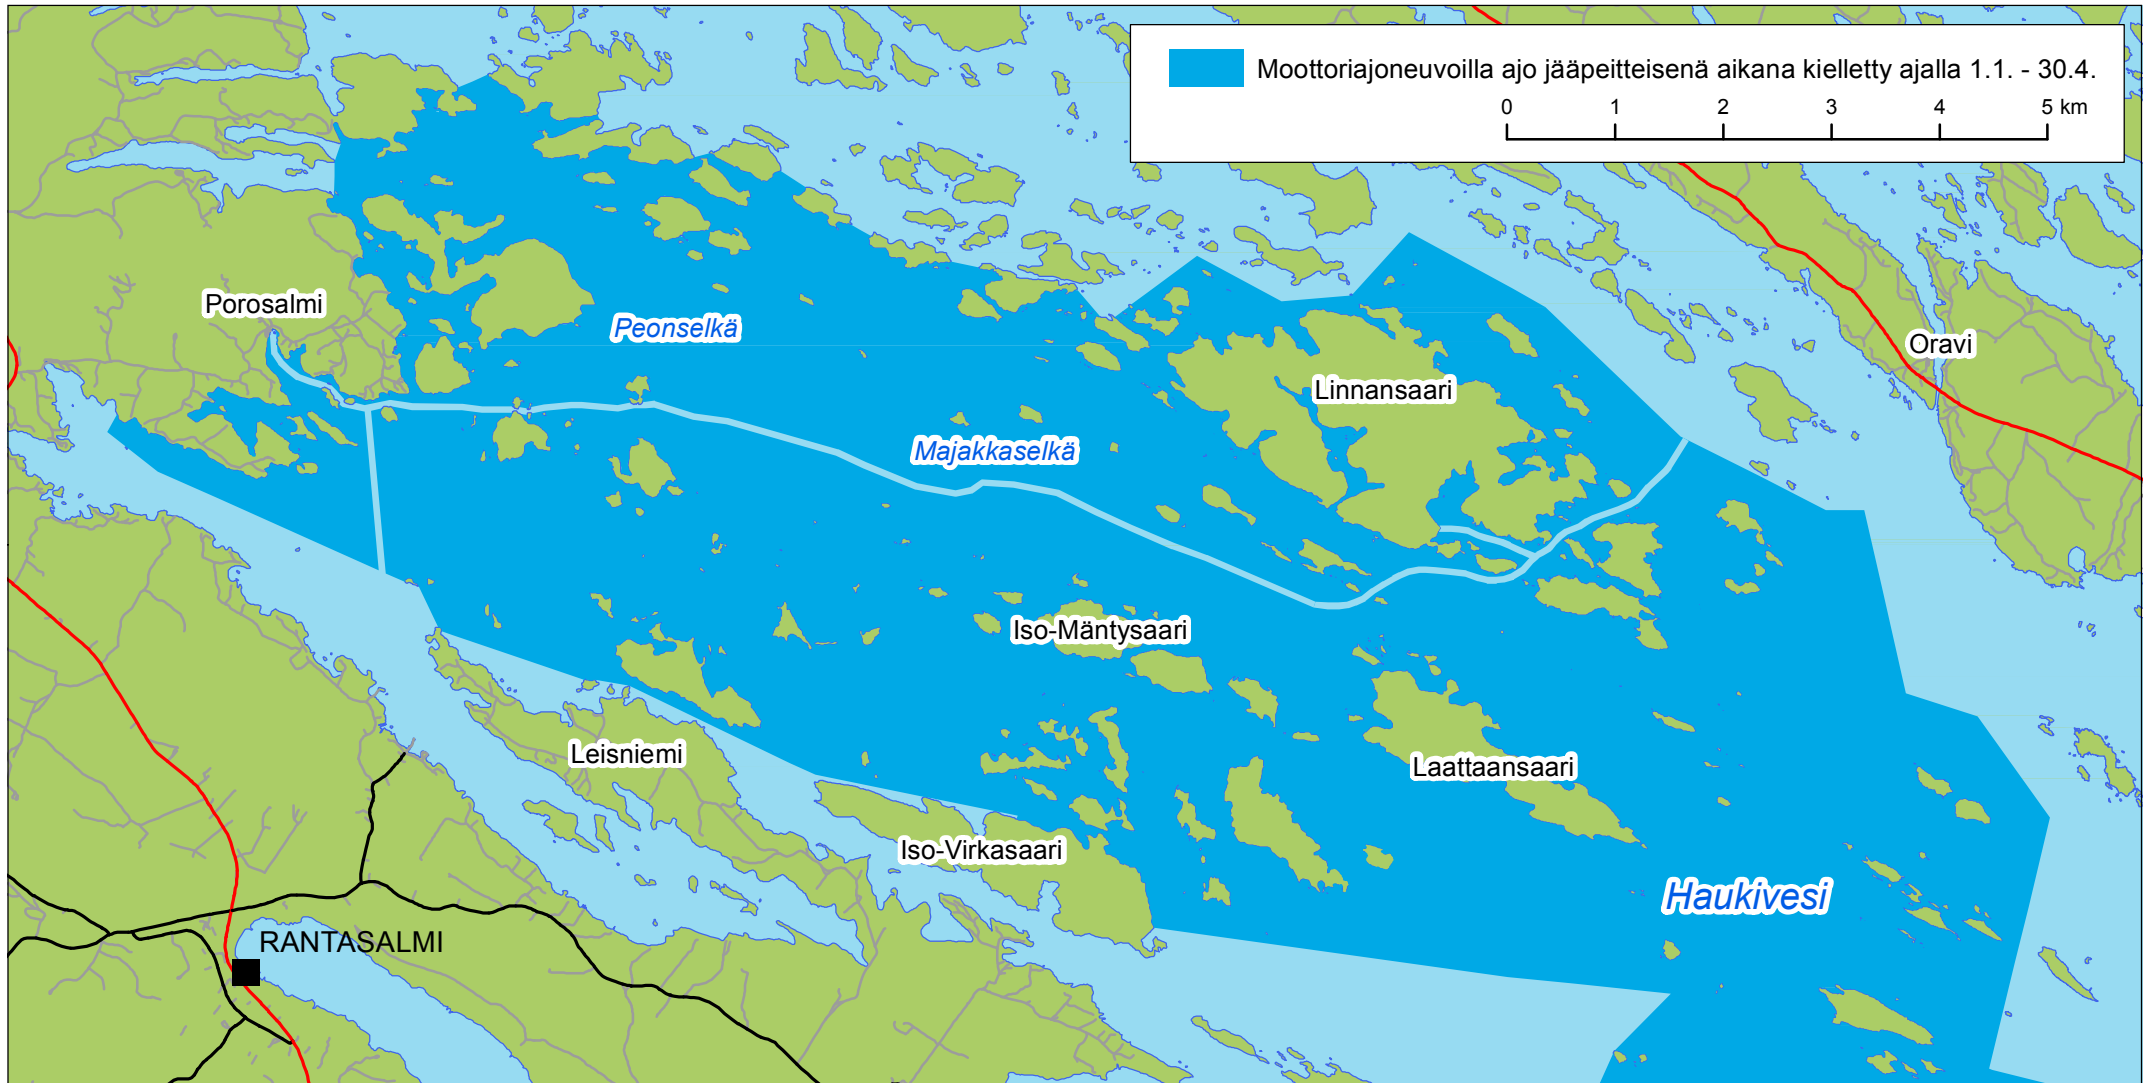 Moottoriajoneuvoilla ajo jääpeitteisenä aikana kielletty ajalla 1.1. - 30.4.
0 1 2 3 4 5 km
Porosalmi
Peonselkä
Oravi
Linnansaari
Majakkaselkä
Iso-Mäntysaari
Leisniemi
Laattaansaari
Iso-Virkasaari
Haukivesi
RANTASALMI